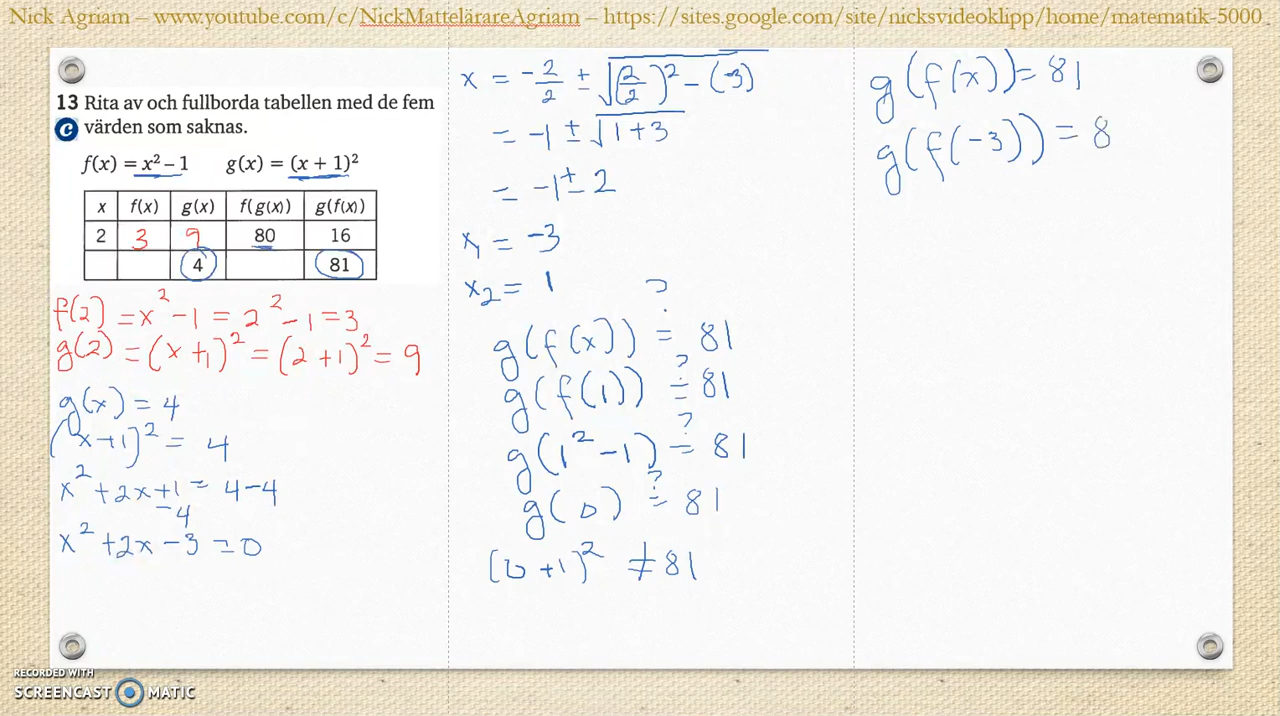 Nick Agriam – www.youtube.com/c/NickMattelärareAgriam – https://sites.google.com/site/nicksvideoklipp/home/matematik-5000
13 Rita av och fullborda tabellen med de fem
C värden som saknas.
f(x) = x² – 1 g(x) = (x + 1)²
x f(x) g(x) f(g(x)) g(f(x))
2 3 9 80 16
4 81
f(2) = x² - 1 = 2² - 1 = 3
g(2) = (x+1)² = (2+1)² = 9
g(x) = 4
(x+1)² = 4
x² + 2x + 1 = 4 - 4
-4
x² + 2x - 3 = 0
x = -2/2 ± √(2/2)² - (-3)
= -1 ± √1+3
= -1 ± 2
x₁ = -3
x₂ = 1
?
g(f(x)) = 81
?
g(f(1)) = 81
?
g(1² - 1) = 81
?
g(0) = 81
(0+1)² ≠ 81
g(f(x)) = 81
g(f(-3)) = 8
RECORDED WITH
SCREENCAST MATIC